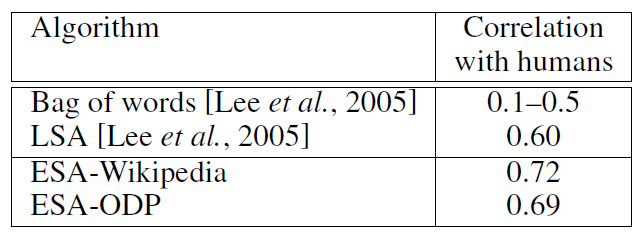 Algorithm Correlation
with humans
Bag of words [Lee et al., 2005] 0.1–0.5
LSA [Lee et al., 2005] 0.60
ESA-Wikipedia 0.72
ESA-ODP 0.69